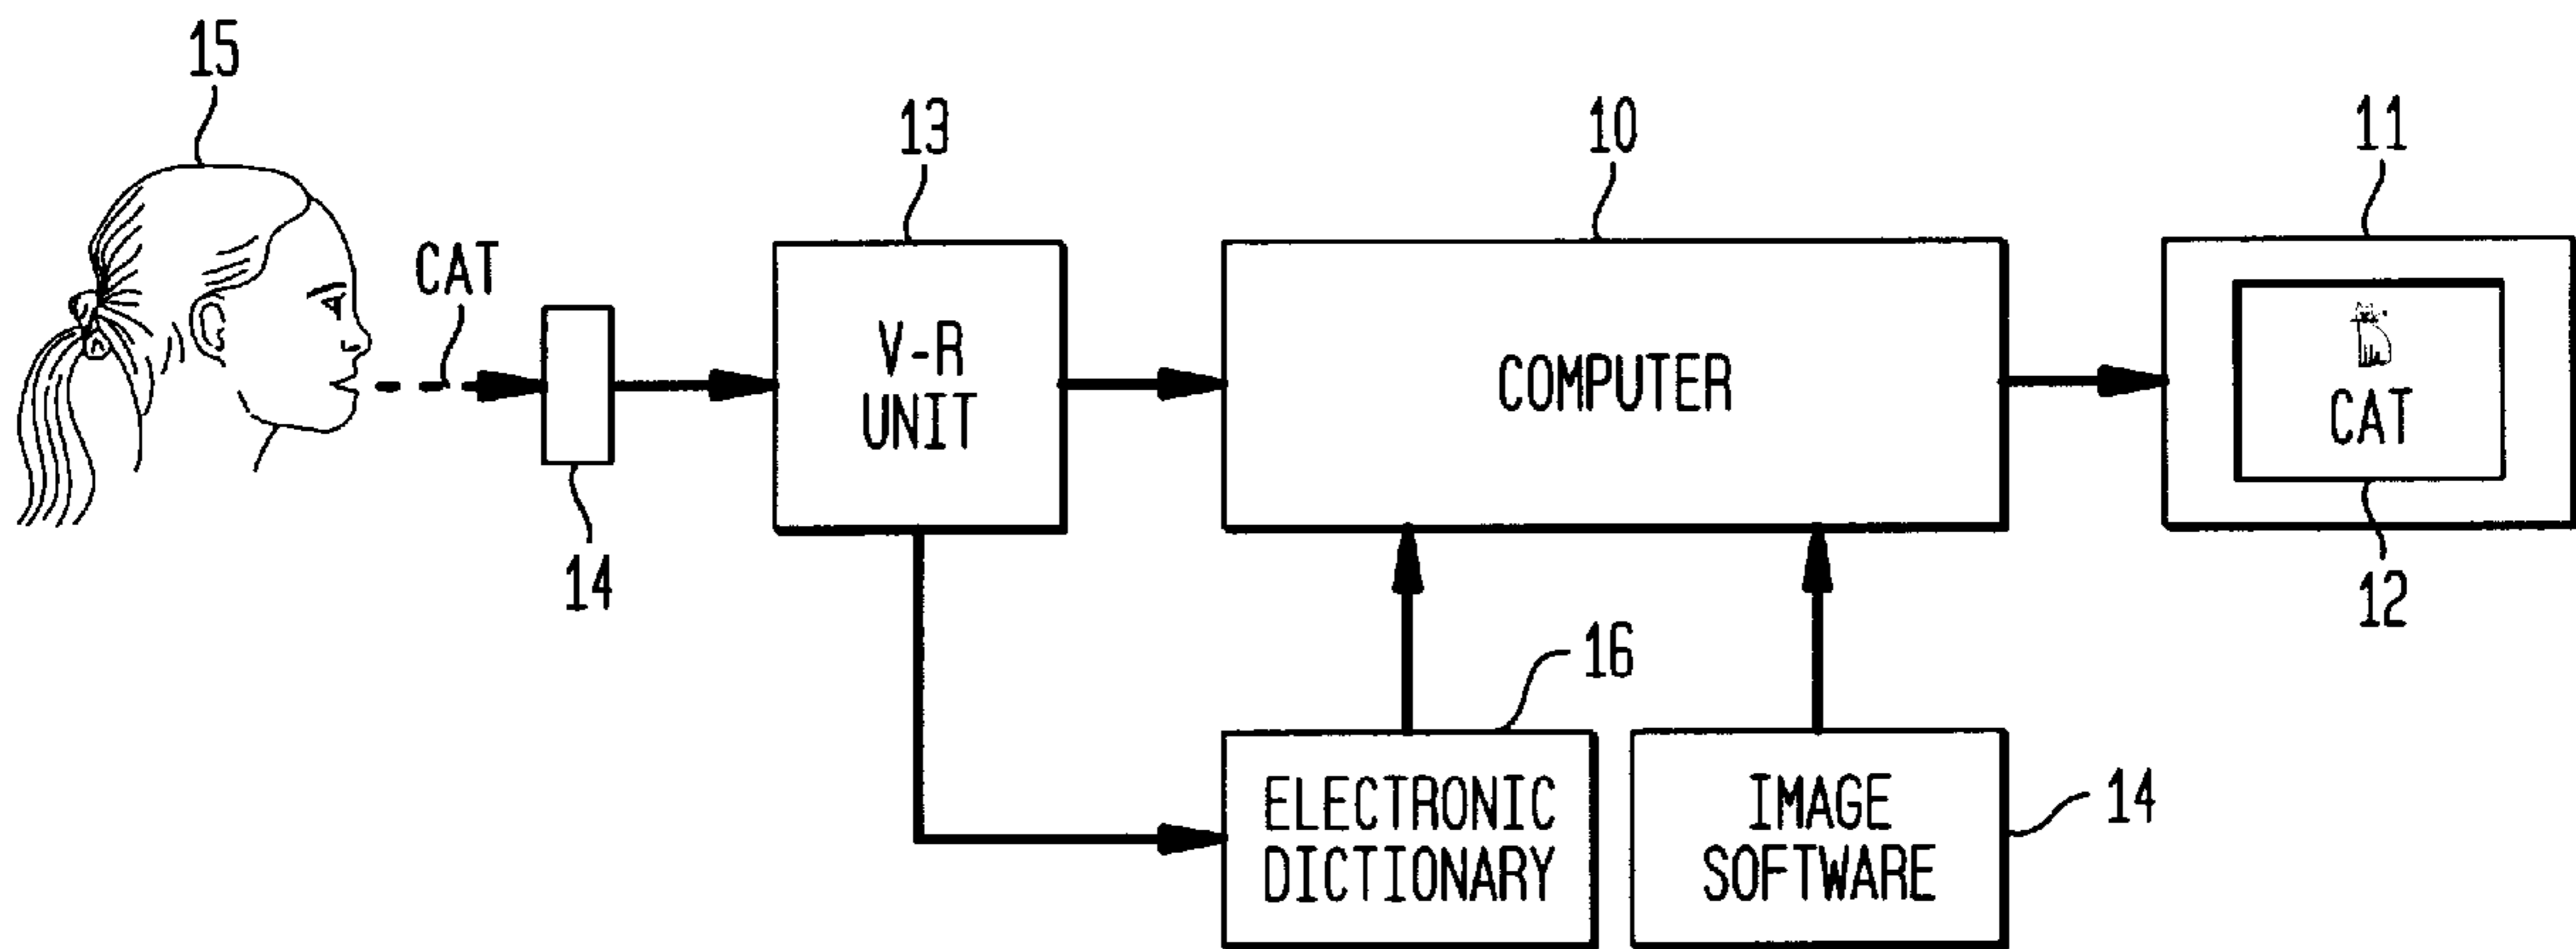 15
13
10
11
CAT
V-R
UNIT
COMPUTER
CAT
14
12
16
ELECTRONIC
DICTIONARY
IMAGE
SOFTWARE
14